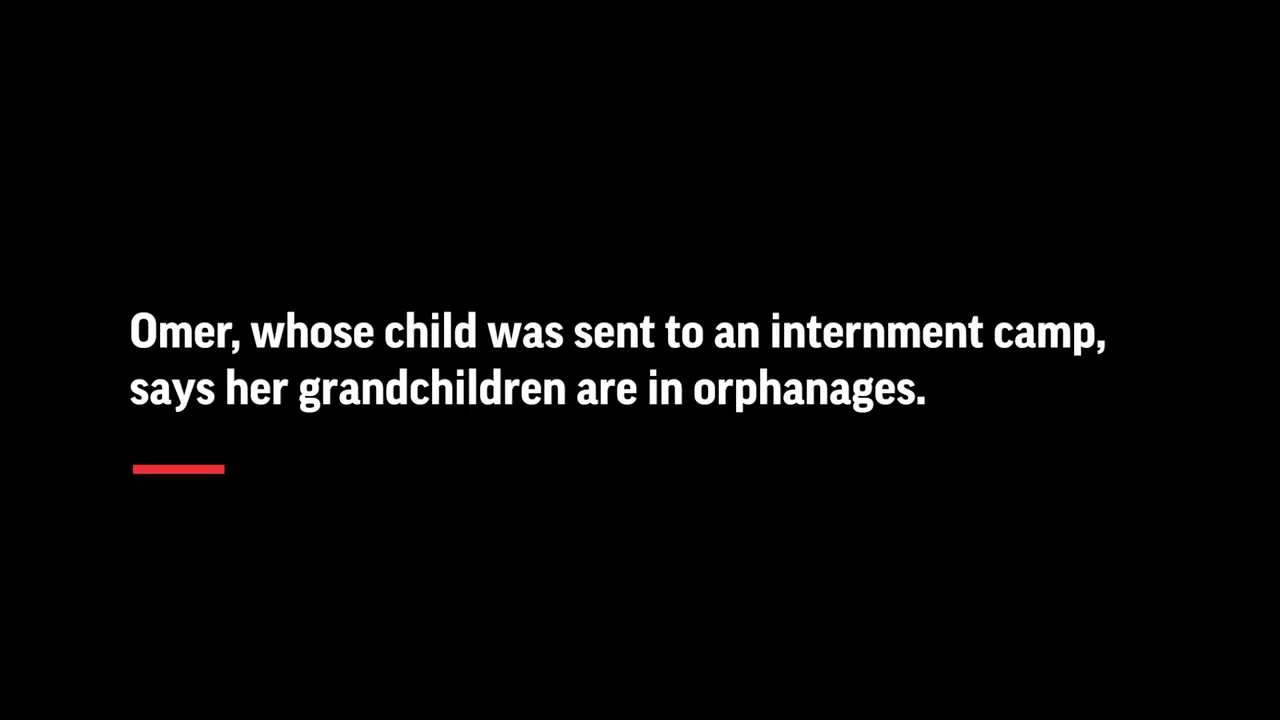 Omer, whose child was sent to an internment camp,
says her grandchildren are in orphanages.